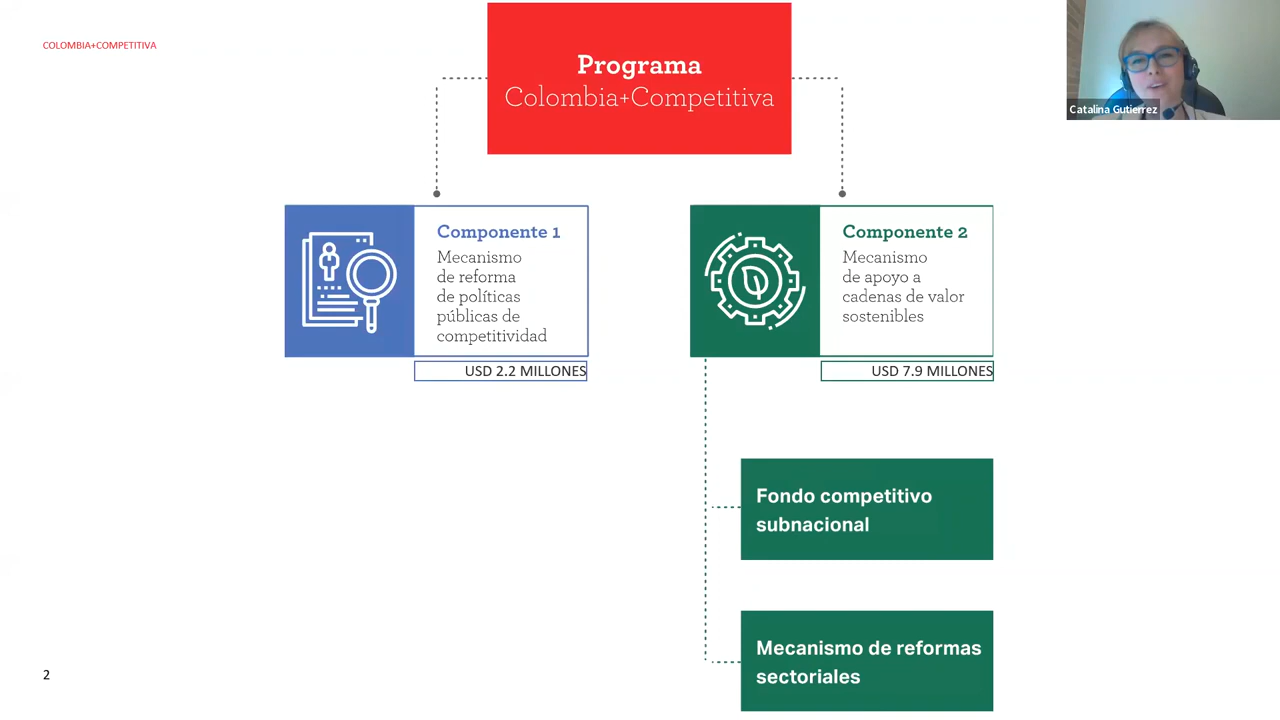 COLOMBIA+COMPETITIVA
Programa
Colombia+Competitiva
Catalina Gutierrez
Componente 1
Mecanismo
de reforma
de políticas
públicas de
competitividad
USD 2.2 MILLONES
Componente 2
Mecanismo
de apoyo a
cadenas de valor
sostenibles
USD 7.9 MILLONES
Fondo competitivo
subnacional
Mecanismo de reformas
sectoriales
2